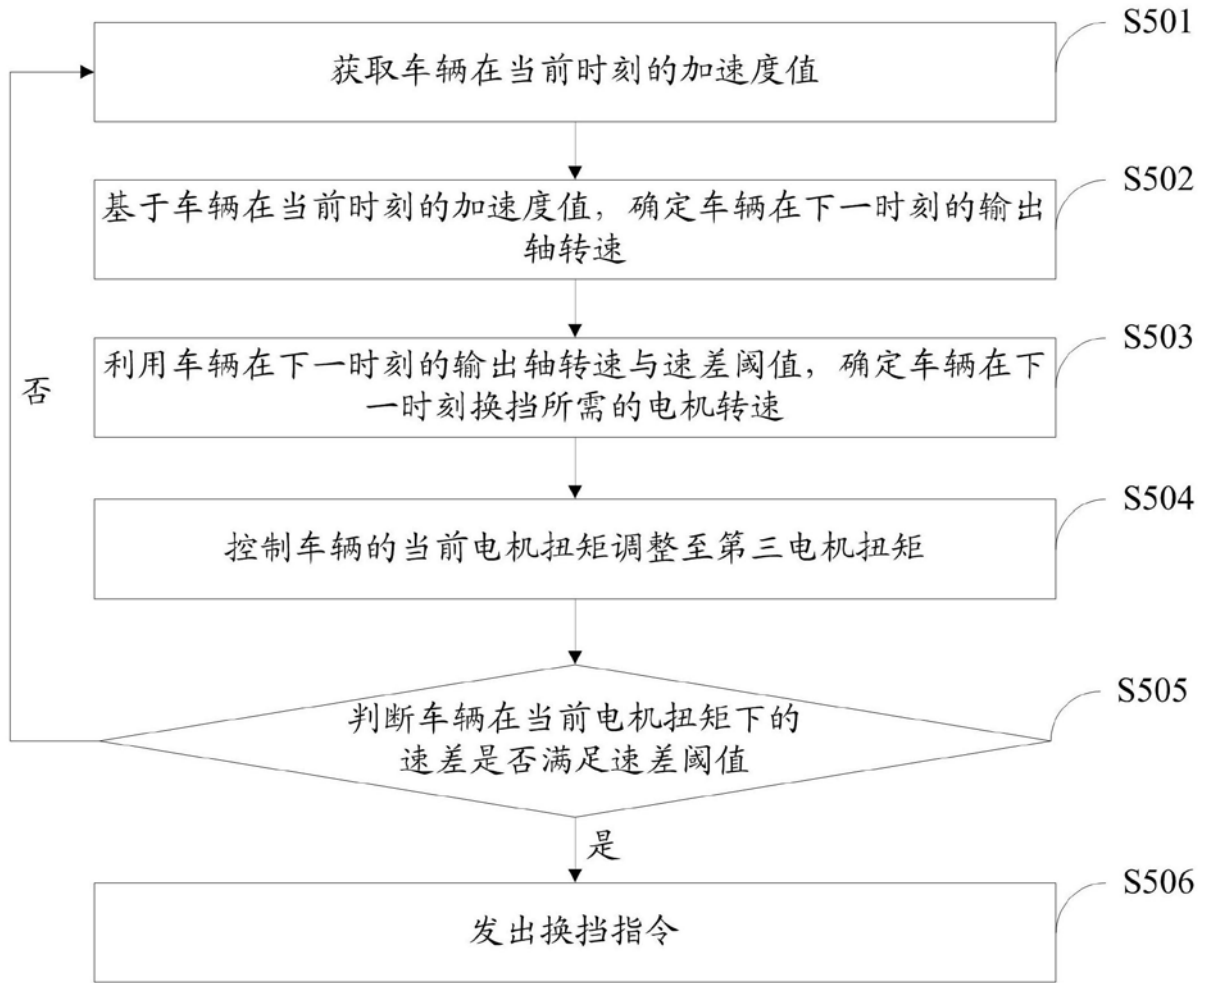 S501
获取车辆在当前时刻的加速度值
S502
基于车辆在当前时刻的加速度值，确定车辆在下一时刻的输出
轴转速
S503
利用车辆在下一时刻的输出轴转速与速差阈值，确定车辆在下
一时刻换挡所需的电机转速
否
S504
控制车辆的当前电机扭矩调整至第三电机扭矩
S505
判断车辆在当前电机扭矩下的
速差是否满足速差阈值
是
S506
发出换挡指令